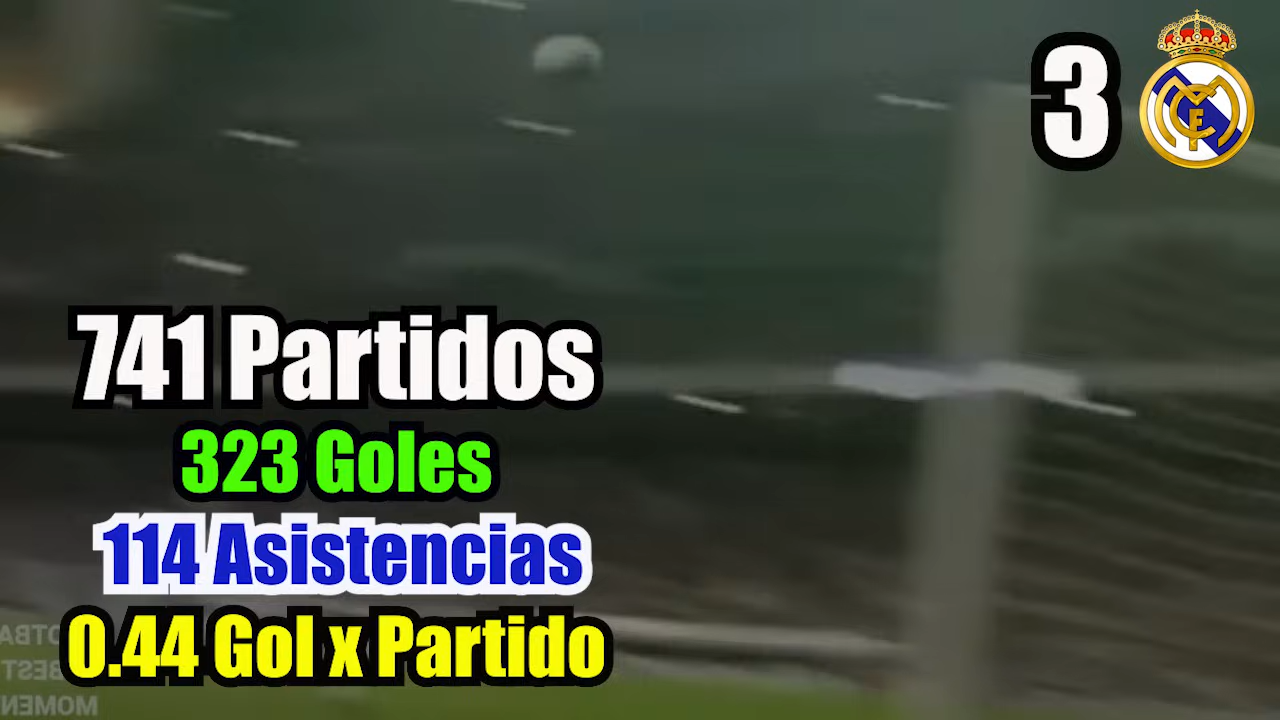 3
741 Partidos
323 Goles
114 Asistencias
0.44 Gol x Partido